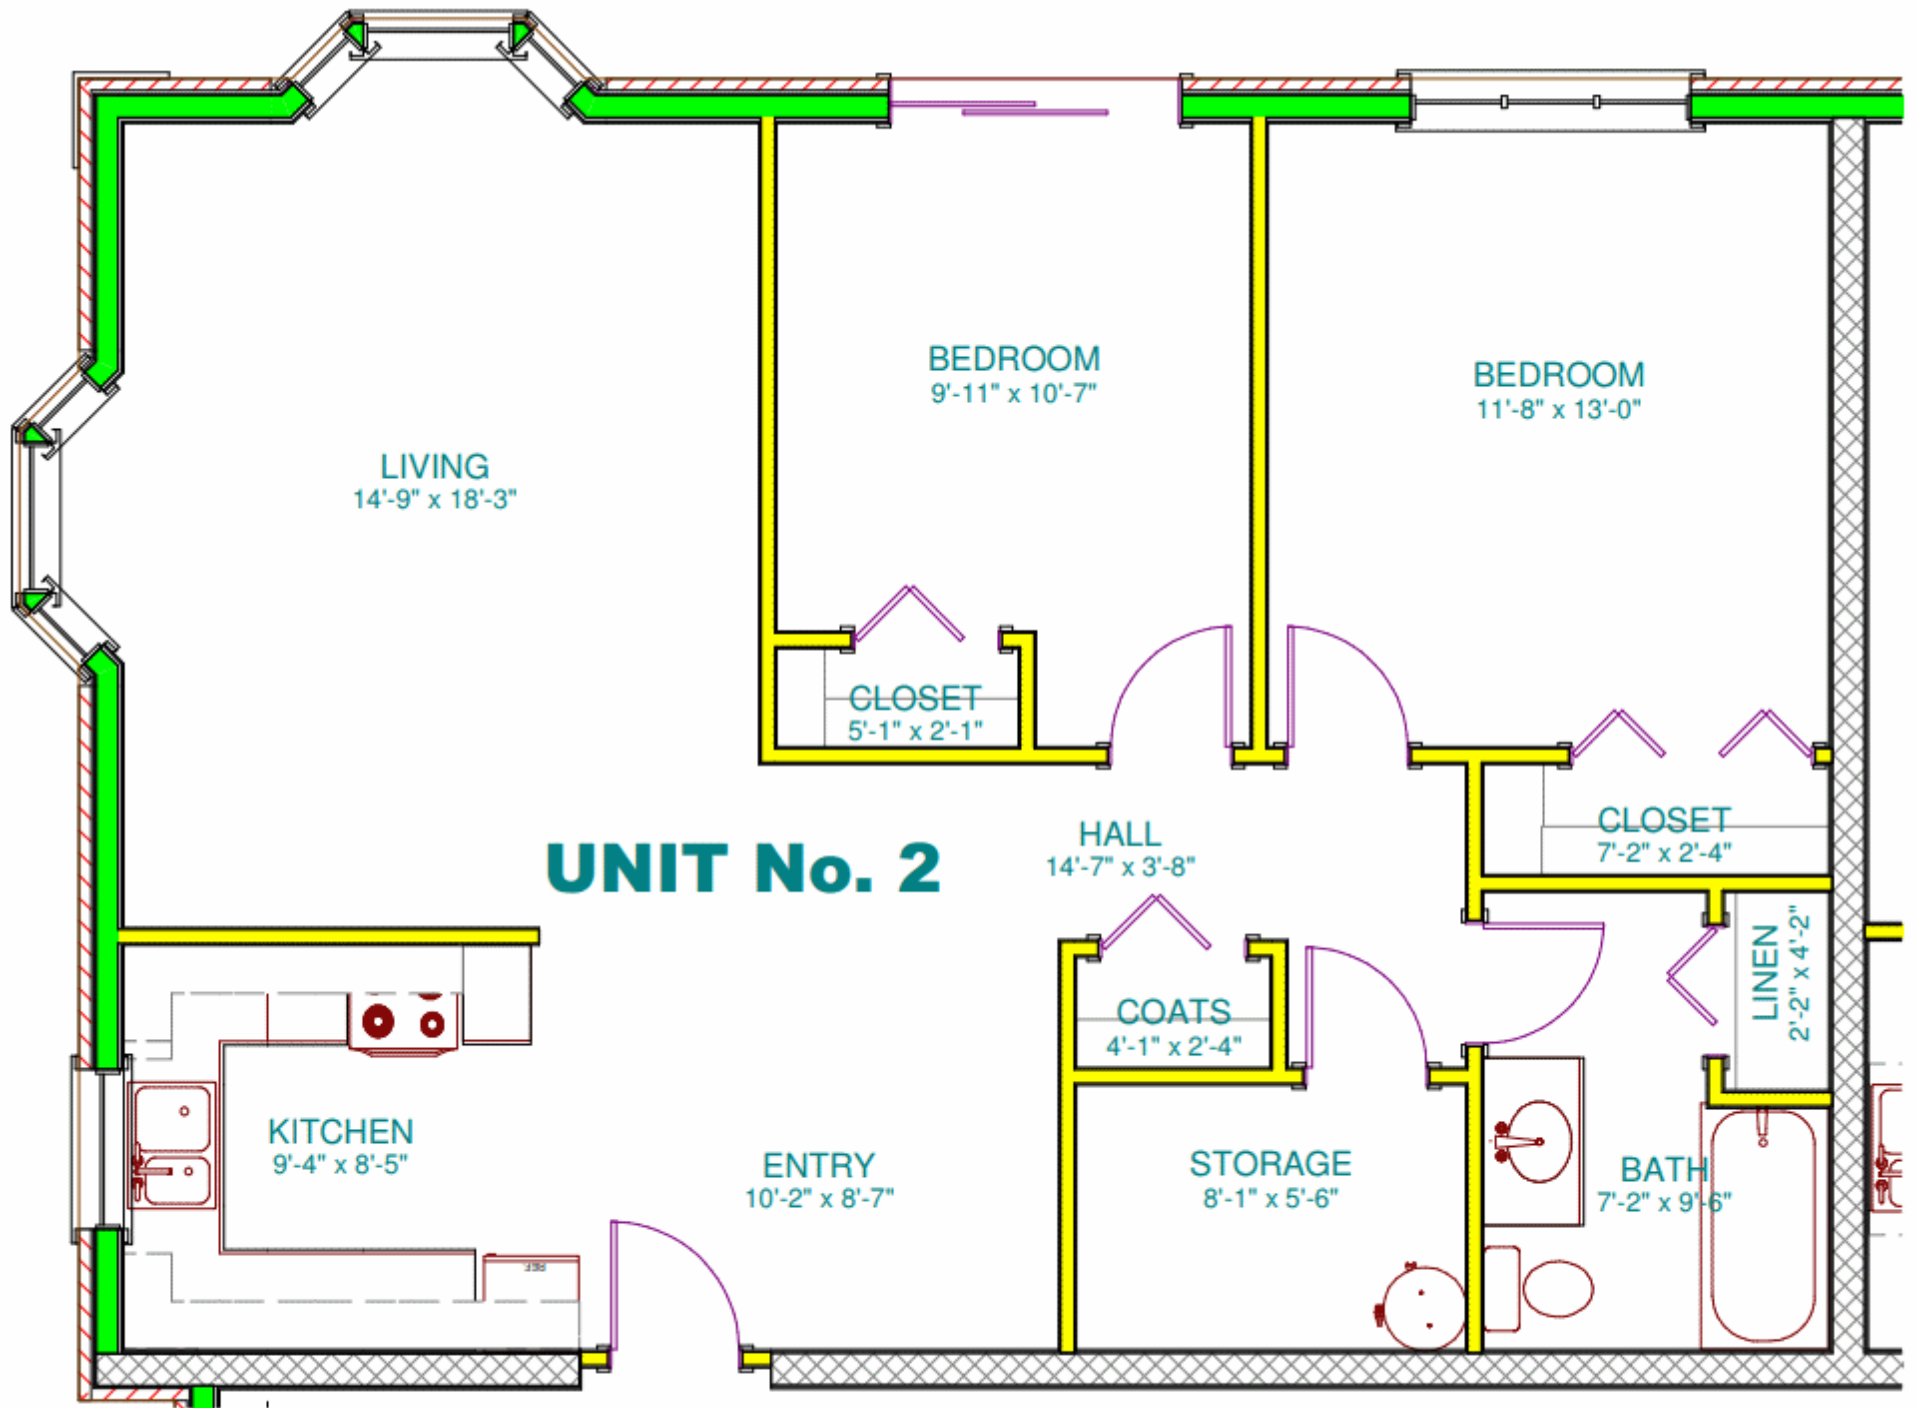 BEDROOM
9'-11" x 10'-7"
BEDROOM
11'-8" x 13'-0"
LIVING
14'-9" x 18'-3"
CLOSET
5'-1" x 2'-1"
UNIT No. 2
HALL
14'-7" x 3'-8"
CLOSET
7'-2" x 2'-4"
LINEN
2'-2" x 4'-2"
COATS
4'-1" x 2'-4"
KITCHEN
9'-4" x 8'-5"
ENTRY
10'-2" x 8'-7"
STORAGE
8'-1" x 5'-6"
BATH
7'-2" x 9'-6"
REF.